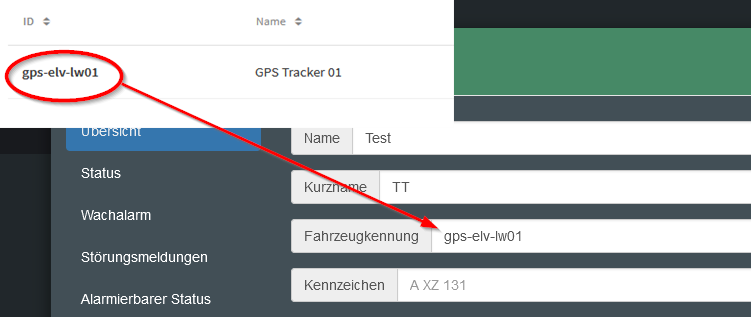 ID Name
gps-elv-lw01 GPS Tracker 01
Übersicht
Name Test
Status
Kurzname TT
Wachalarm
Fahrzeugkennung gps-elv-lw01
Störungsmeldungen
Kennzeichen A XZ 131
Alarmierbarer Status